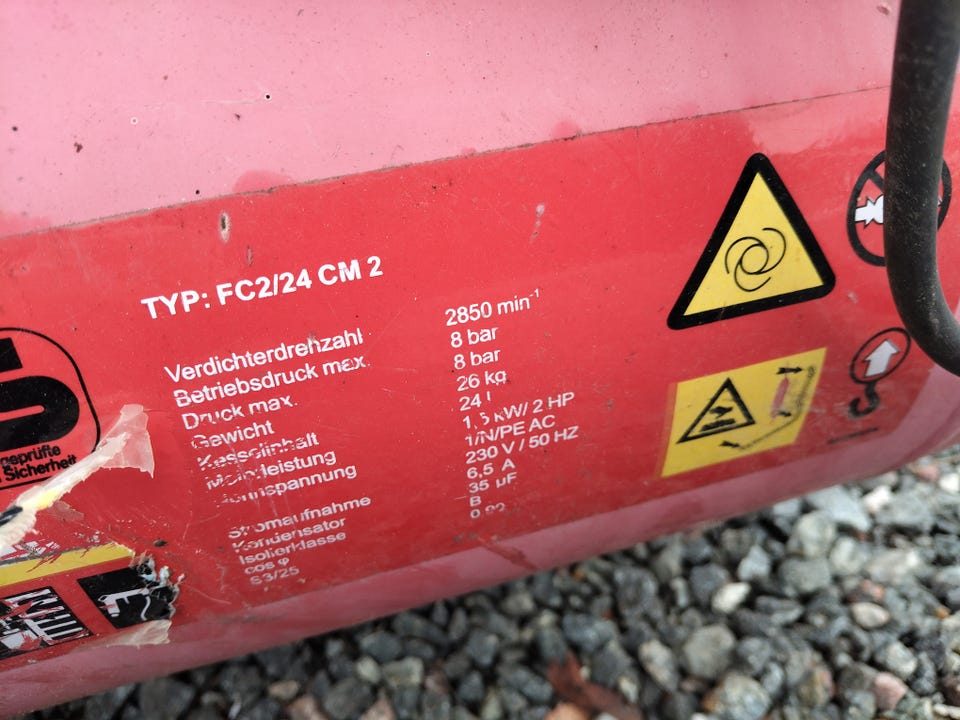 TYP: FC2/24 CM 2
Verdichterdrehzahl 2850 min⁻¹
Betriebsdruck max. 8 bar
Druck max. 8 bar
Gewicht 26 kg
Kesselinhalt 24 l
Motorleistung 1,5 kW/ 2 HP
1/N/PE AC
230 V / 50 HZ
Stromaufnahme 6,5 A
Kondensator 35 µF
Isolierklasse B
cos φ
S3/25
geprüfte
Sicherheit